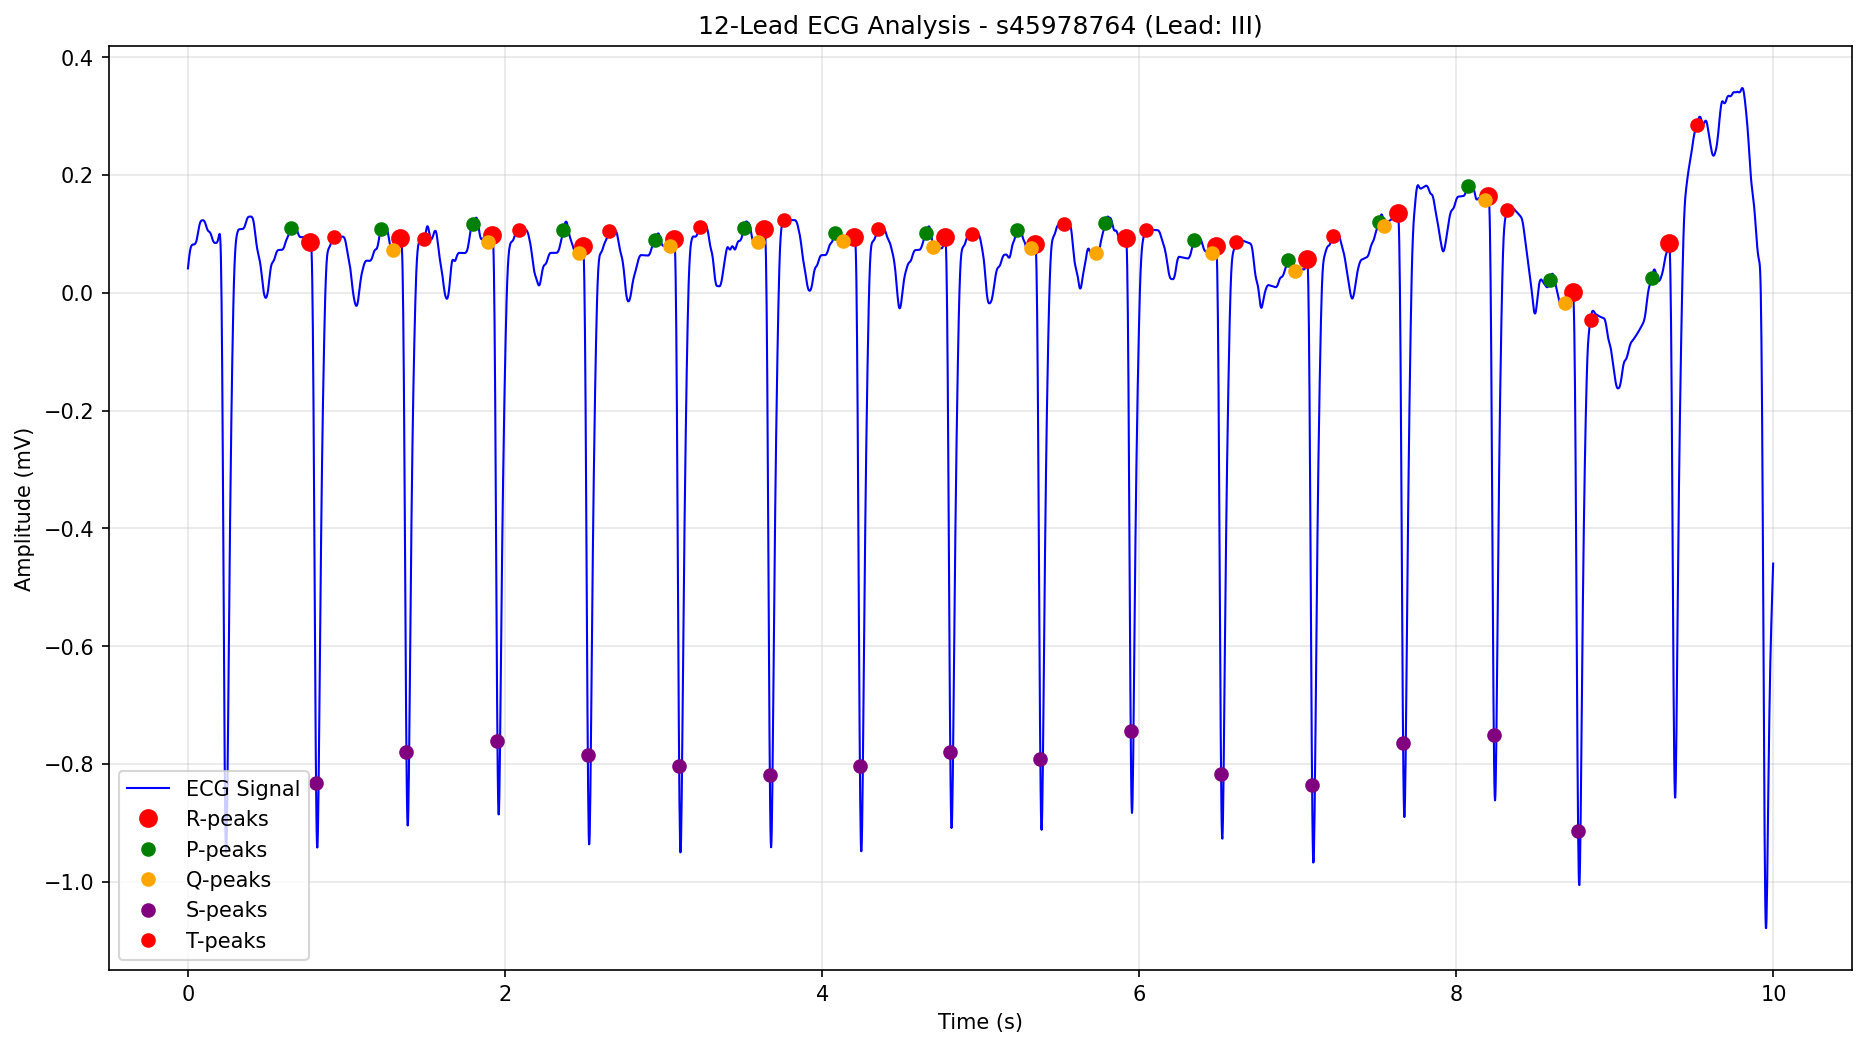 12-Lead ECG Analysis - s45978764 (Lead: III)
0.4
0.2
0.0
−0.2
−0.4
−0.6
−0.8
−1.0
Amplitude (mV)
ECG Signal
R-peaks
P-peaks
Q-peaks
S-peaks
T-peaks
0 2 4 6 8 10
Time (s)